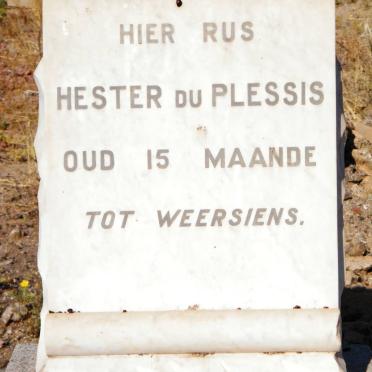 HIER RUS
HESTER DU PLESSIS
OUD 15 MAANDE
TOT WEERSIENS.